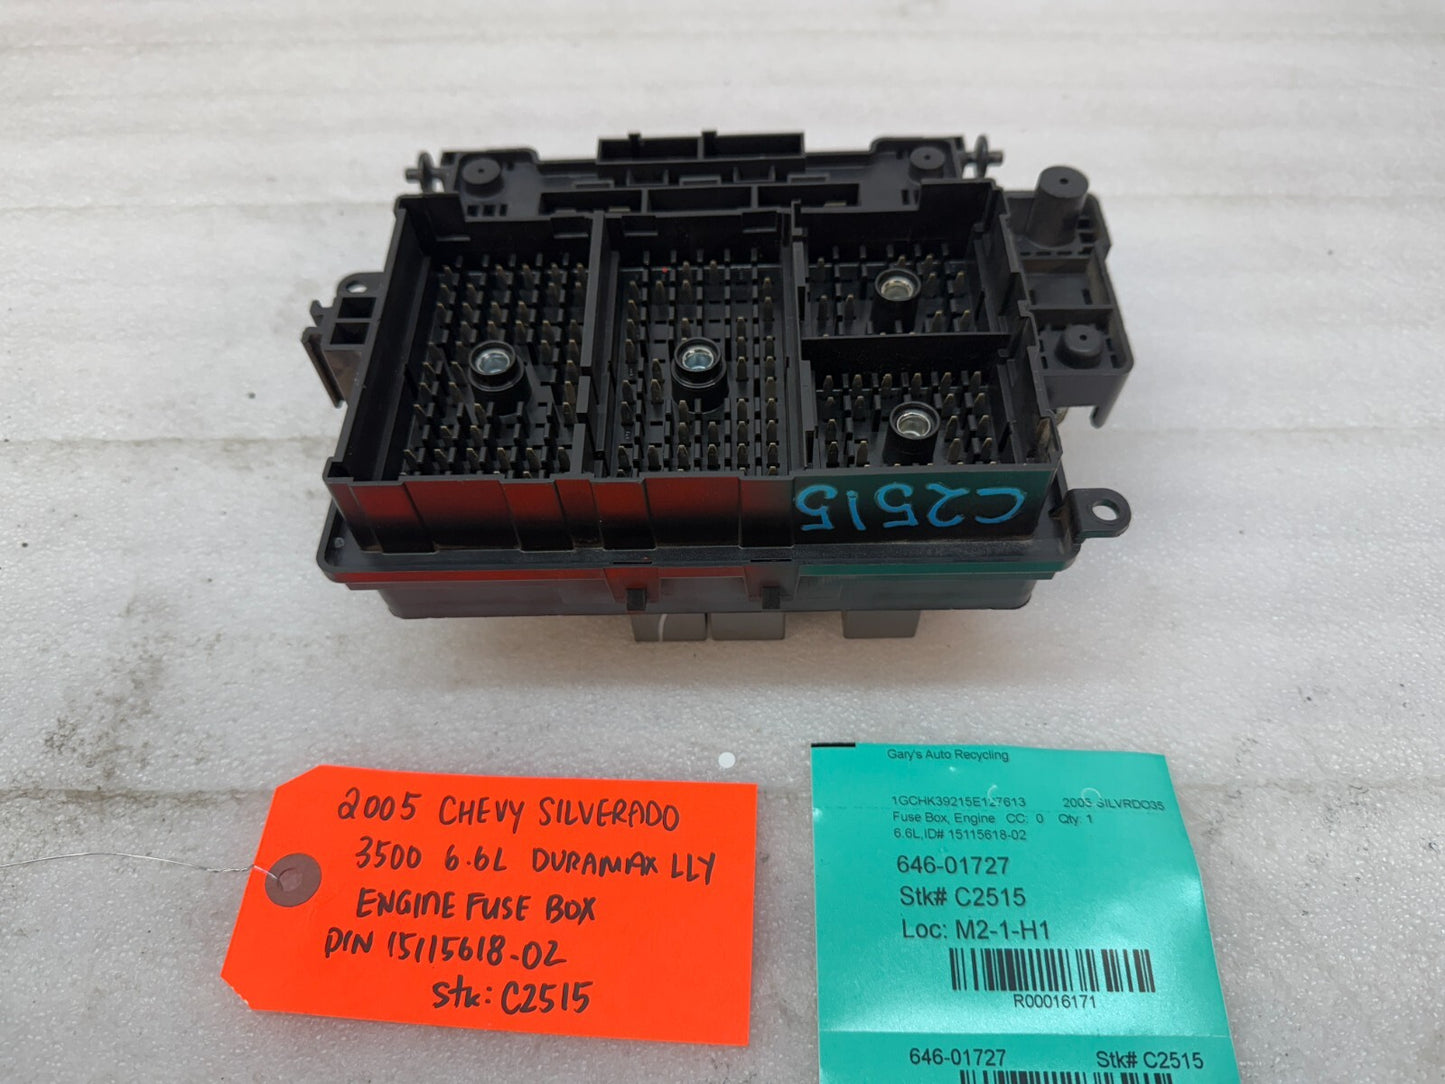 C2515
2005 CHEVY SILVERADO
3500 6.6L DURAMAX LLY
ENGINE FUSE BOX
P/N 15115618-02
Stk: C2515
Gary's Auto Recycling
1GCHK39215E127613 2005 SILVRDO35
Fuse Box, Engine CC: 0 Qty: 1
6.6L,ID# 15115618-02
646-01727
Stk# C2515
Loc: M2-1-H1
R00016171
646-01727 Stk# C2515